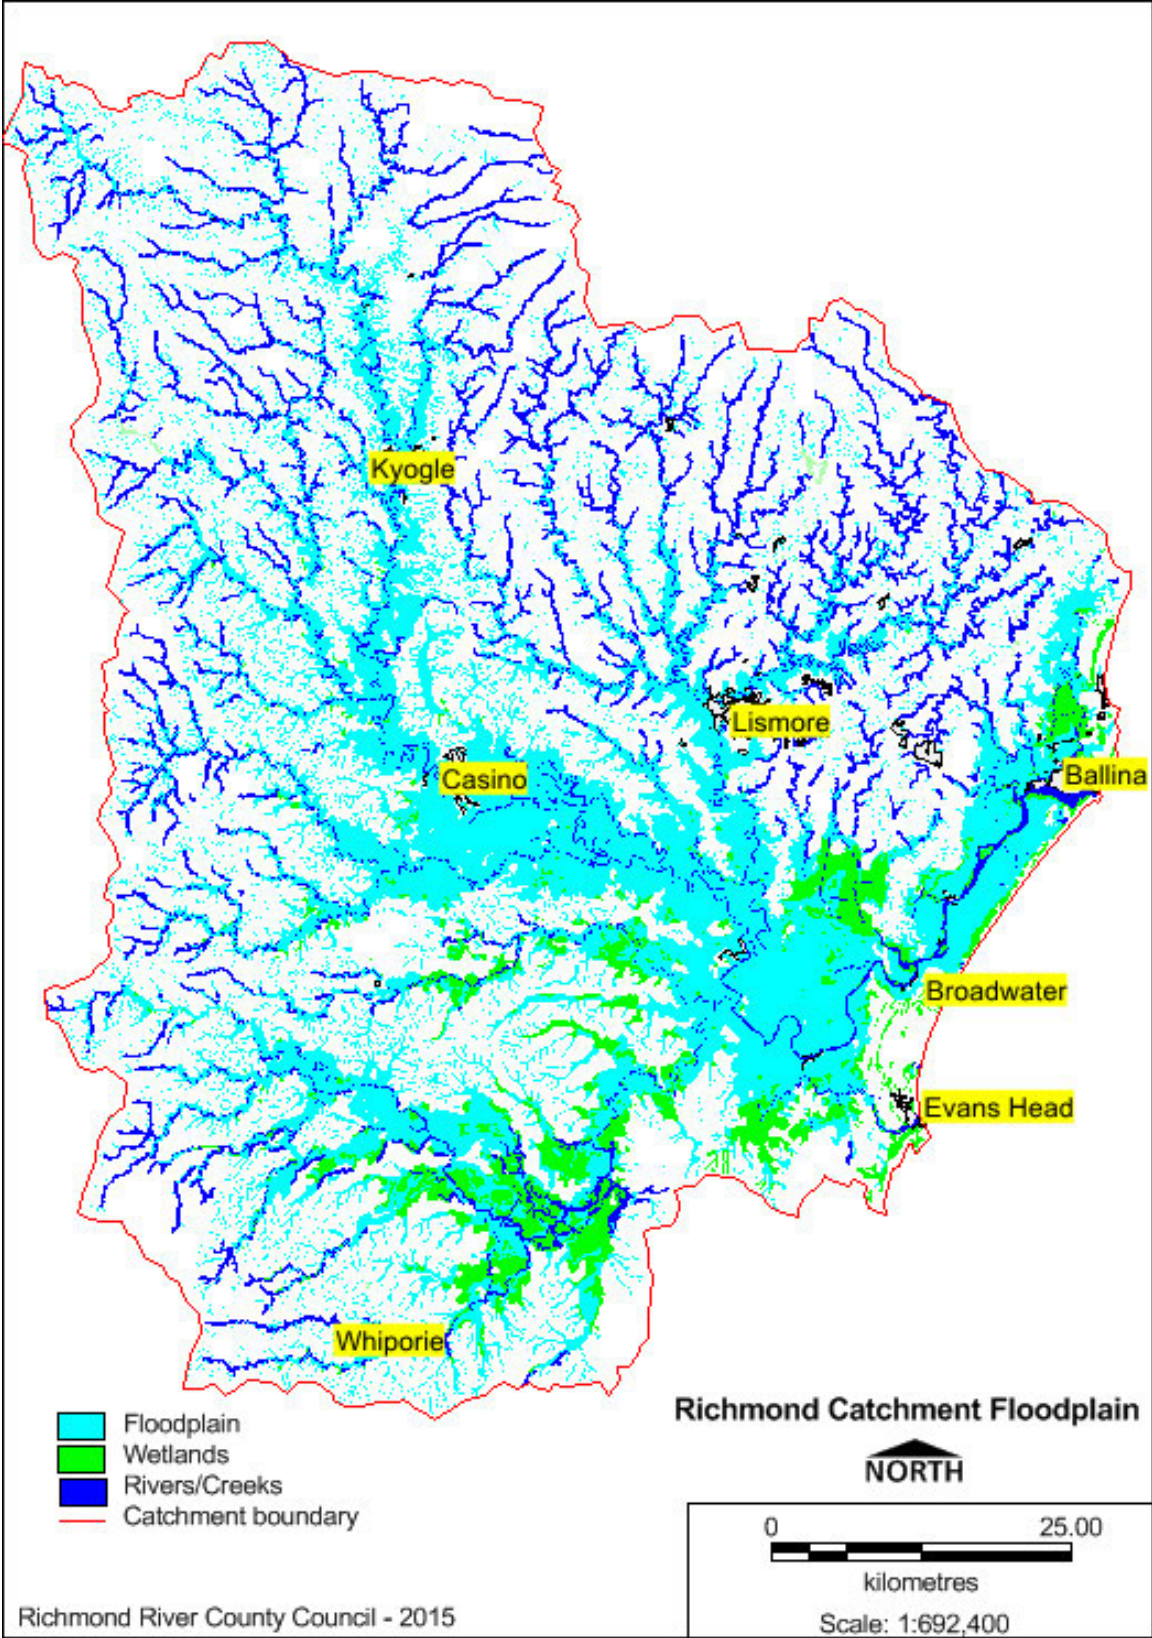 Kyogle
Lismore
Casino
Ballina
Broadwater
Evans Head
Whiporie
Richmond Catchment Floodplain
NORTH
Floodplain
Wetlands
Rivers/Creeks
Catchment boundary
0 25.00
kilometres
Scale: 1:692,400
Richmond River County Council - 2015